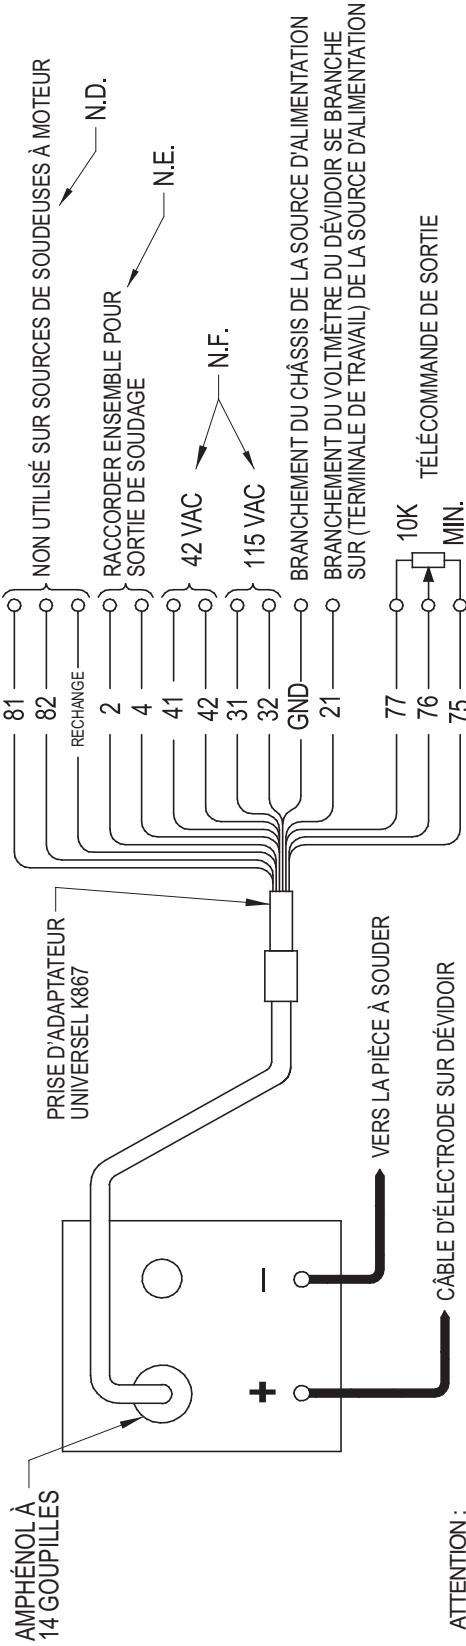 AMPHÉNOL À
14 GOUPILLES
PRISE D'ADAPTATEUR
UNIVERSEL K867
81
82
RECHANGE
2
4
41
42
31
32
GND
21
77
76
75
NON UTILISÉ SUR SOURCES DE SOUDEUSES À MOTEUR
N.D.
RACCORDER ENSEMBLE POUR
SORTIE DE SOUDAGE
N.E.
42 VAC
115 VAC
N.F.
BRANCHEMENT DU CHÂSSIS DE LA SOURCE D'ALIMENTATION
BRANCHEMENT DU VOLTMÈTRE DU DÉVIDOIR SE BRANCHE
SUR (TERMINALE DE TRAVAIL) DE LA SOURCE D'ALIMENTATION
10K
MIN.
TÉLÉCOMMANDE DE SORTIE
+
–
VERS LA PIÈCE À SOUDER
CÂBLE D'ÉLECTRODE SUR DÉVIDOIR
ATTENTION :